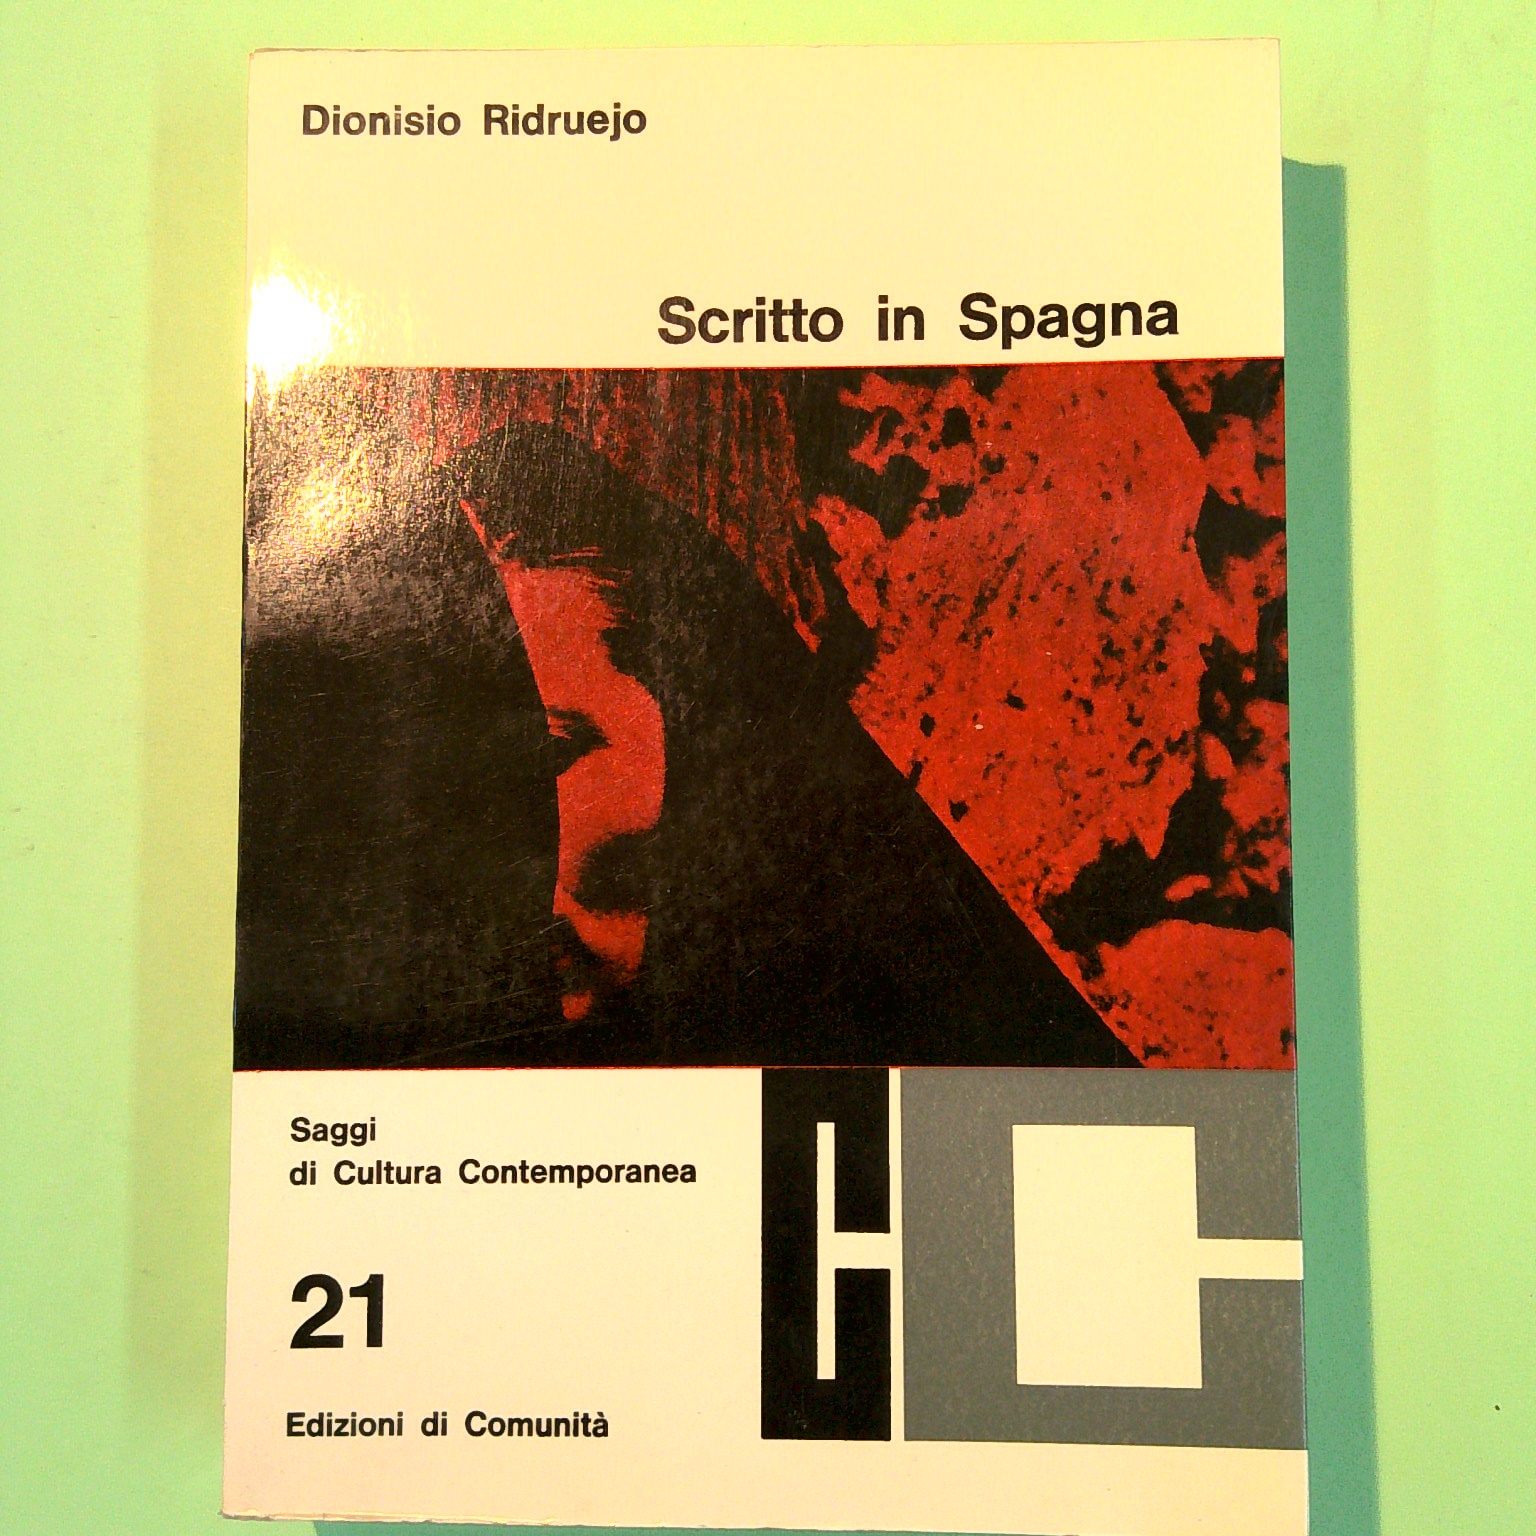 Dionisio Ridruejo
Scritto in Spagna
Saggi
di Cultura Contemporanea
21
Edizioni di Comunità